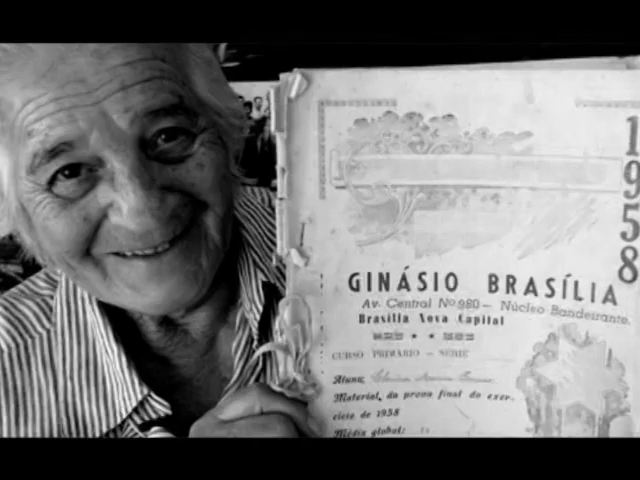 1958
GINÁSIO BRASÍLIA
Av. Central Nº 980 – Núcleo Bandeirante.
Brasília Nova Capital
CURSO PRIMÁRIO – SÉRIE
Aluna:
Material, da prova final do exer-
cício de 1958
Média global: